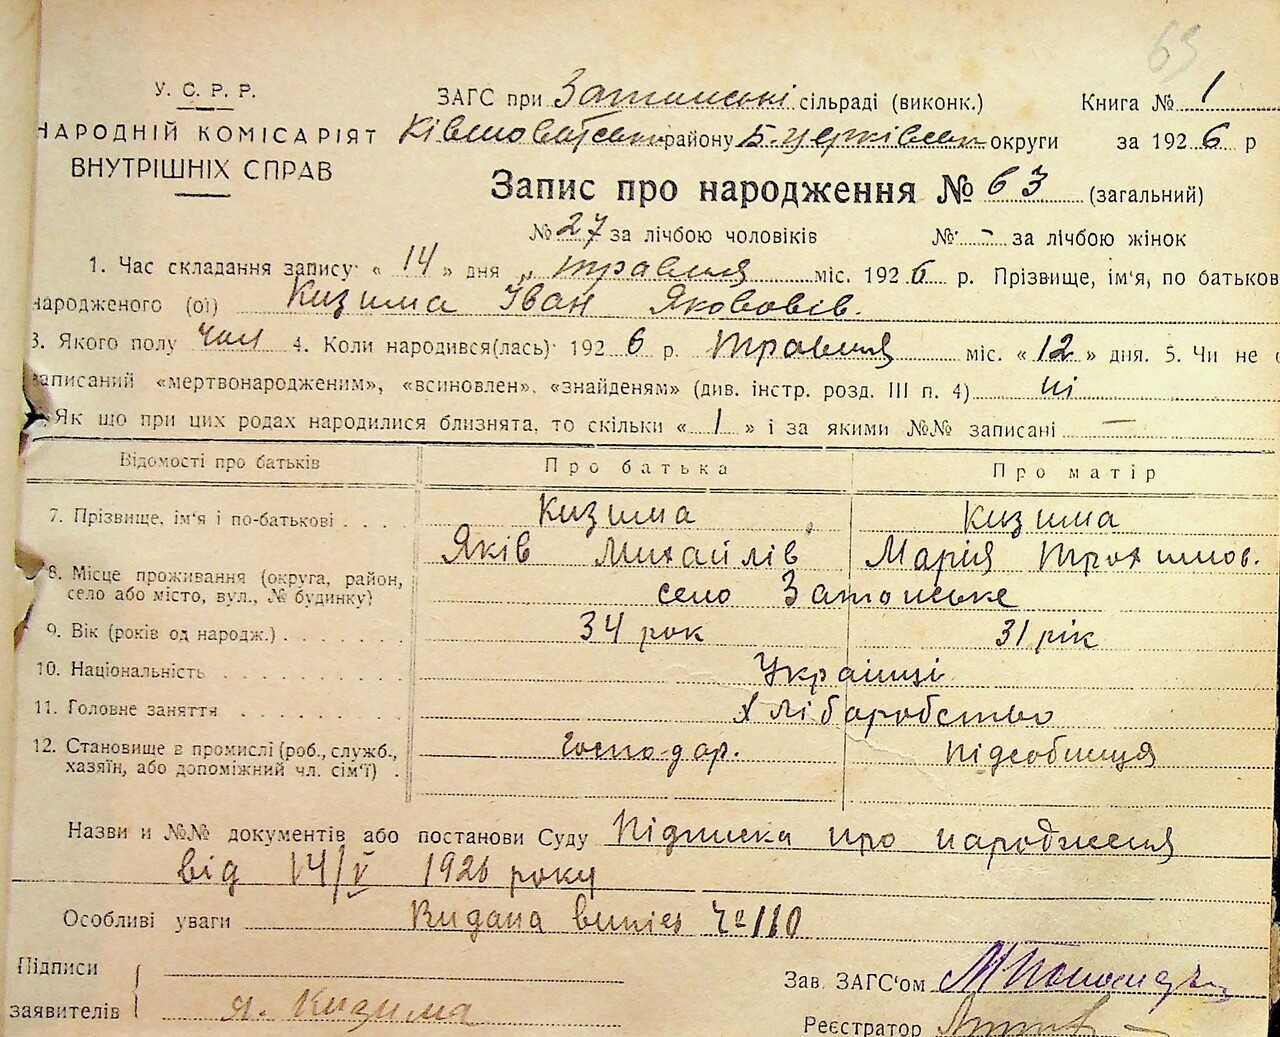 63
У. С. Р. Р.
НАРОДНІЙ КОМІСАРІЯТ
ВНУТРІШНІХ СПРАВ
ЗАГС при Затонські сільраді (виконк.) Книга № 1
району Б-Церківськ округи за 1926 р
Запис про народження № 63 (загальний)
№ 27 за лічбою чоловіків №- за лічбою жінок
1. Час складання запису « 14 » дня „ травня міс. 1926 р. Прізвище, ім'я, по батьков
народженого (ої) Кизима Іван Якововів.
3. Якого полу чол 4. Коли народився(лась) 1926 р. травня міс. « 12 » дня. 5. Чи не
записаний «мертвонародженим», «всиновлен», «знайденям» (див. інстр. розд. III п. 4) ні
Як що при цих родах народилися близнята, то скільки « 1 » і за якими №№ записані —
Відомості про батьків Про батька Про матір
7. Прізвище, ім'я і по-батькові . . . . Кизима Кизима
Яків Михайлів Марія Трохимов.
8. Місце проживання (округа, район,
село або місто, вул., № будинку) село Затонське
9. Вік (років од народж.) . . . . . . . 34 рок 31 рік
10. Національність . . . . . . . . . . Українці
11. Головне заняття . . . . . . . . . Хліборобство
12. Становище в промислі (роб., служб.,
хазяїн, або допоміжний чл. сім'ї) . Господар. підсобниця
Назви и №№ документів або постанови Суду Підписка про народження
від 14/V 1926 року
Особливі уваги Видана № 110
Підписи
заявителів Я. Кизима
Зав. ЗАГС'ом
Реєстратор